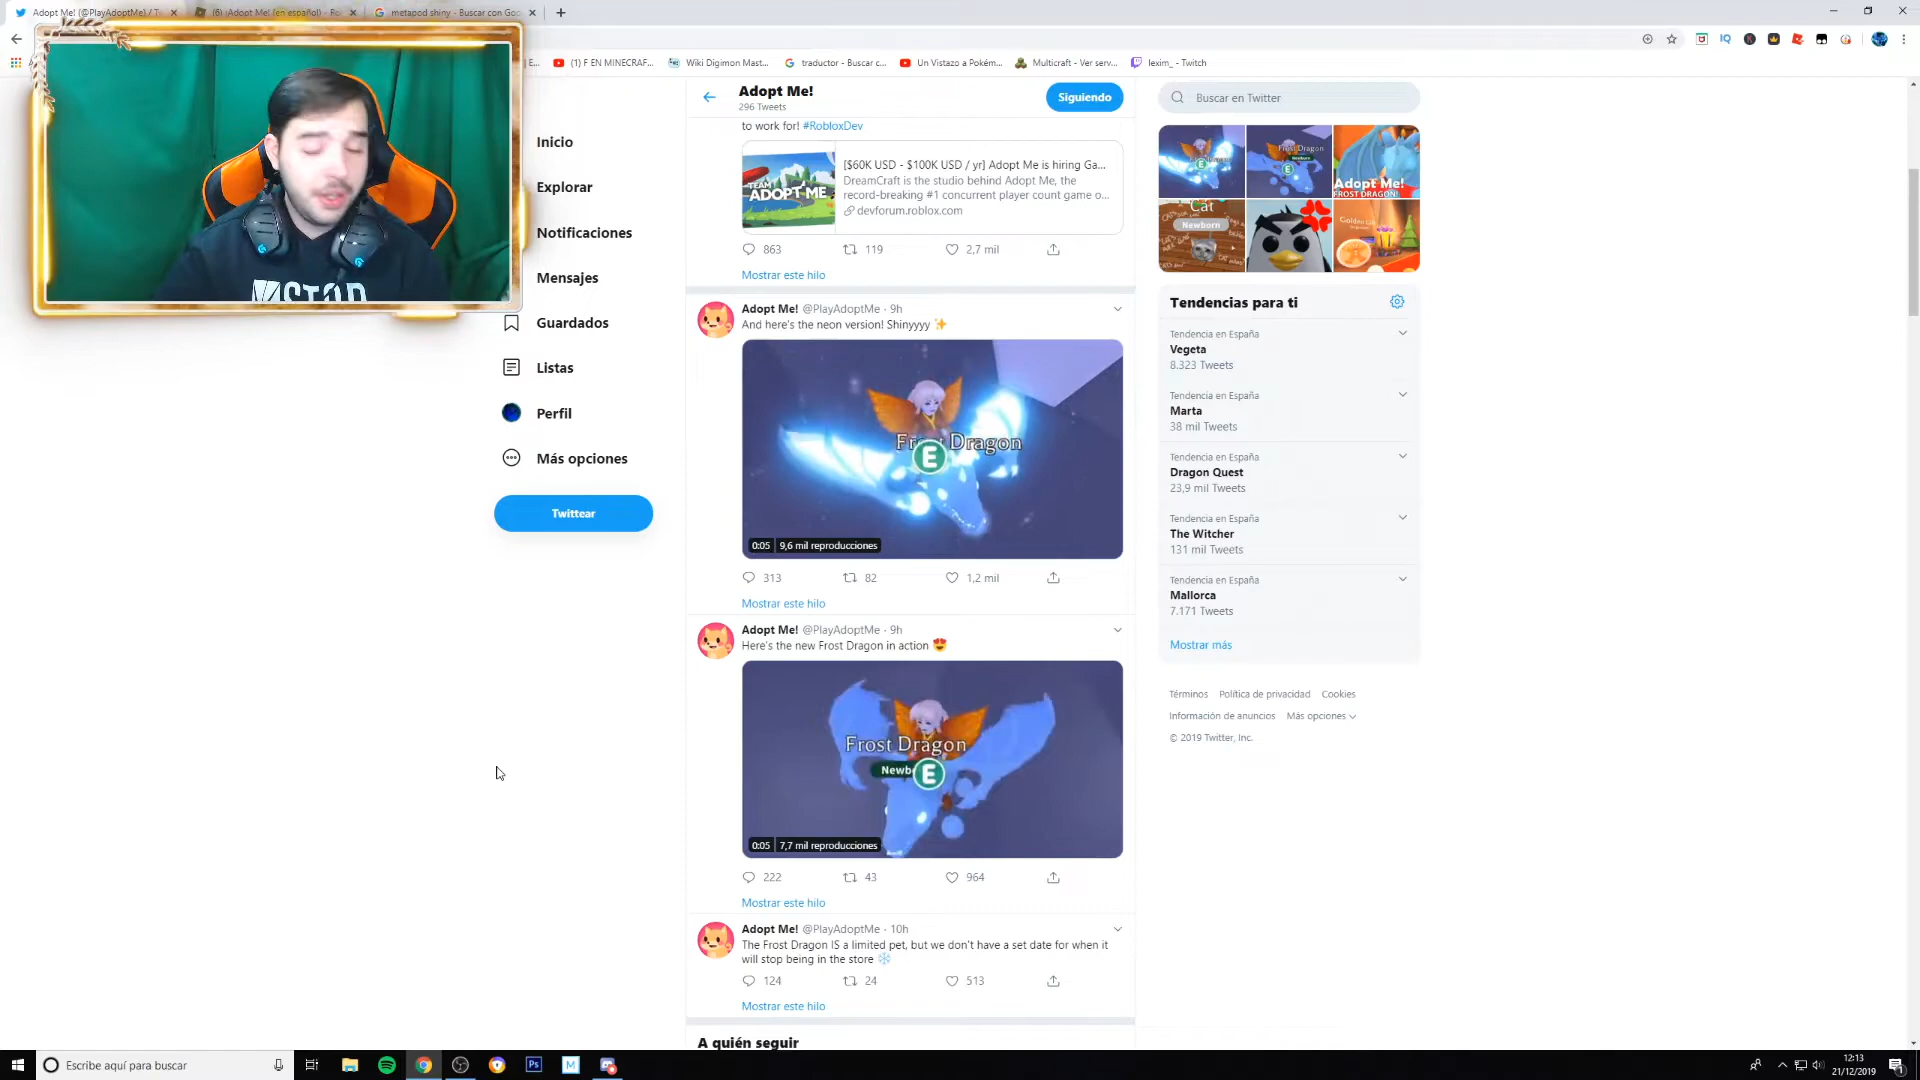 Adopt Me! (@PlayAdoptMe) / T
(6) ¡Adopt Me! (en español) - Ro
metapod shiny - Buscar con Goo
E...
(1) F EN MINECRAF...
Wiki Digimon Mast...
traductor - Buscar c...
Un Vistazo a Pokém...
Multicraft - Ver serv...
lexim_ - Twitch
Inicio
Explorar
Notificaciones
Mensajes
Guardados
Listas
Perfil
Más opciones
Twittear
Adopt Me!
296 Tweets
Siguiendo
to work for! #RobloxDev
TEAM
ADOPT ME
[$60K USD - $100K USD / yr] Adopt Me is hiring Ga...
DreamCraft is the studio behind Adopt Me, the
record-breaking #1 concurrent player count game o...
devforum.roblox.com
863 119 2,7 mil
Mostrar este hilo
Adopt Me! @PlayAdoptMe · 9h
And here's the neon version! Shinyyyy ✨
Frost Dragon
E
0:05 9,6 mil reproducciones
313 82 1,2 mil
Mostrar este hilo
Adopt Me! @PlayAdoptMe · 9h
Here's the new Frost Dragon in action 😍
Frost Dragon
Newb
E
0:05 7,7 mil reproducciones
222 43 964
Mostrar este hilo
Adopt Me! @PlayAdoptMe · 10h
The Frost Dragon IS a limited pet, but we don't have a set date for when it
will stop being in the store ❄️
124 24 513
Mostrar este hilo
A quién seguir
Buscar en Twitter
Frost Dragon
Newborn
Adopt Me!
FROST DRAGON!
Cat
Newborn
Tendencias para ti
Tendencia en España
Vegeta
8.323 Tweets
Tendencia en España
Marta
38 mil Tweets
Tendencia en España
Dragon Quest
23,9 mil Tweets
Tendencia en España
The Witcher
131 mil Tweets
Tendencia en España
Mallorca
7.171 Tweets
Mostrar más
Términos Política de privacidad Cookies
Información de anuncios Más opciones
© 2019 Twitter, Inc.
Escribe aquí para buscar
Ps
M
12:13
21/12/2019